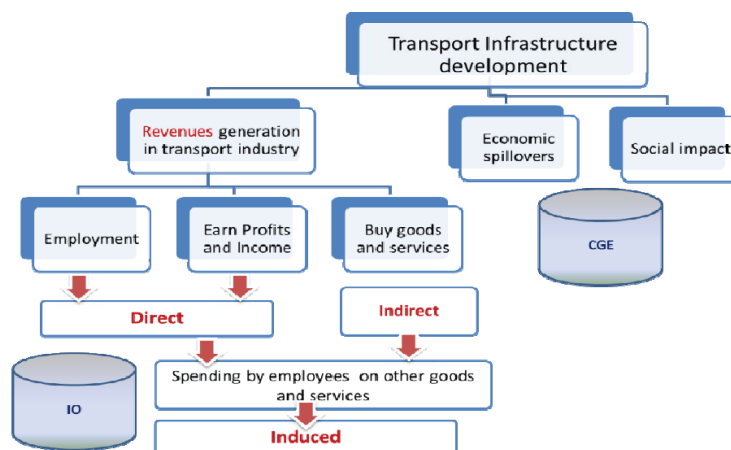 Transport Infrastructure
development
Revenues generation
in transport industry
Economic
spillovers
Social impact
Employment
Earn Profits
and Income
Buy goods
and services
CGE
Direct
Indirect
IO
Spending by employees on other goods
and services
Induced